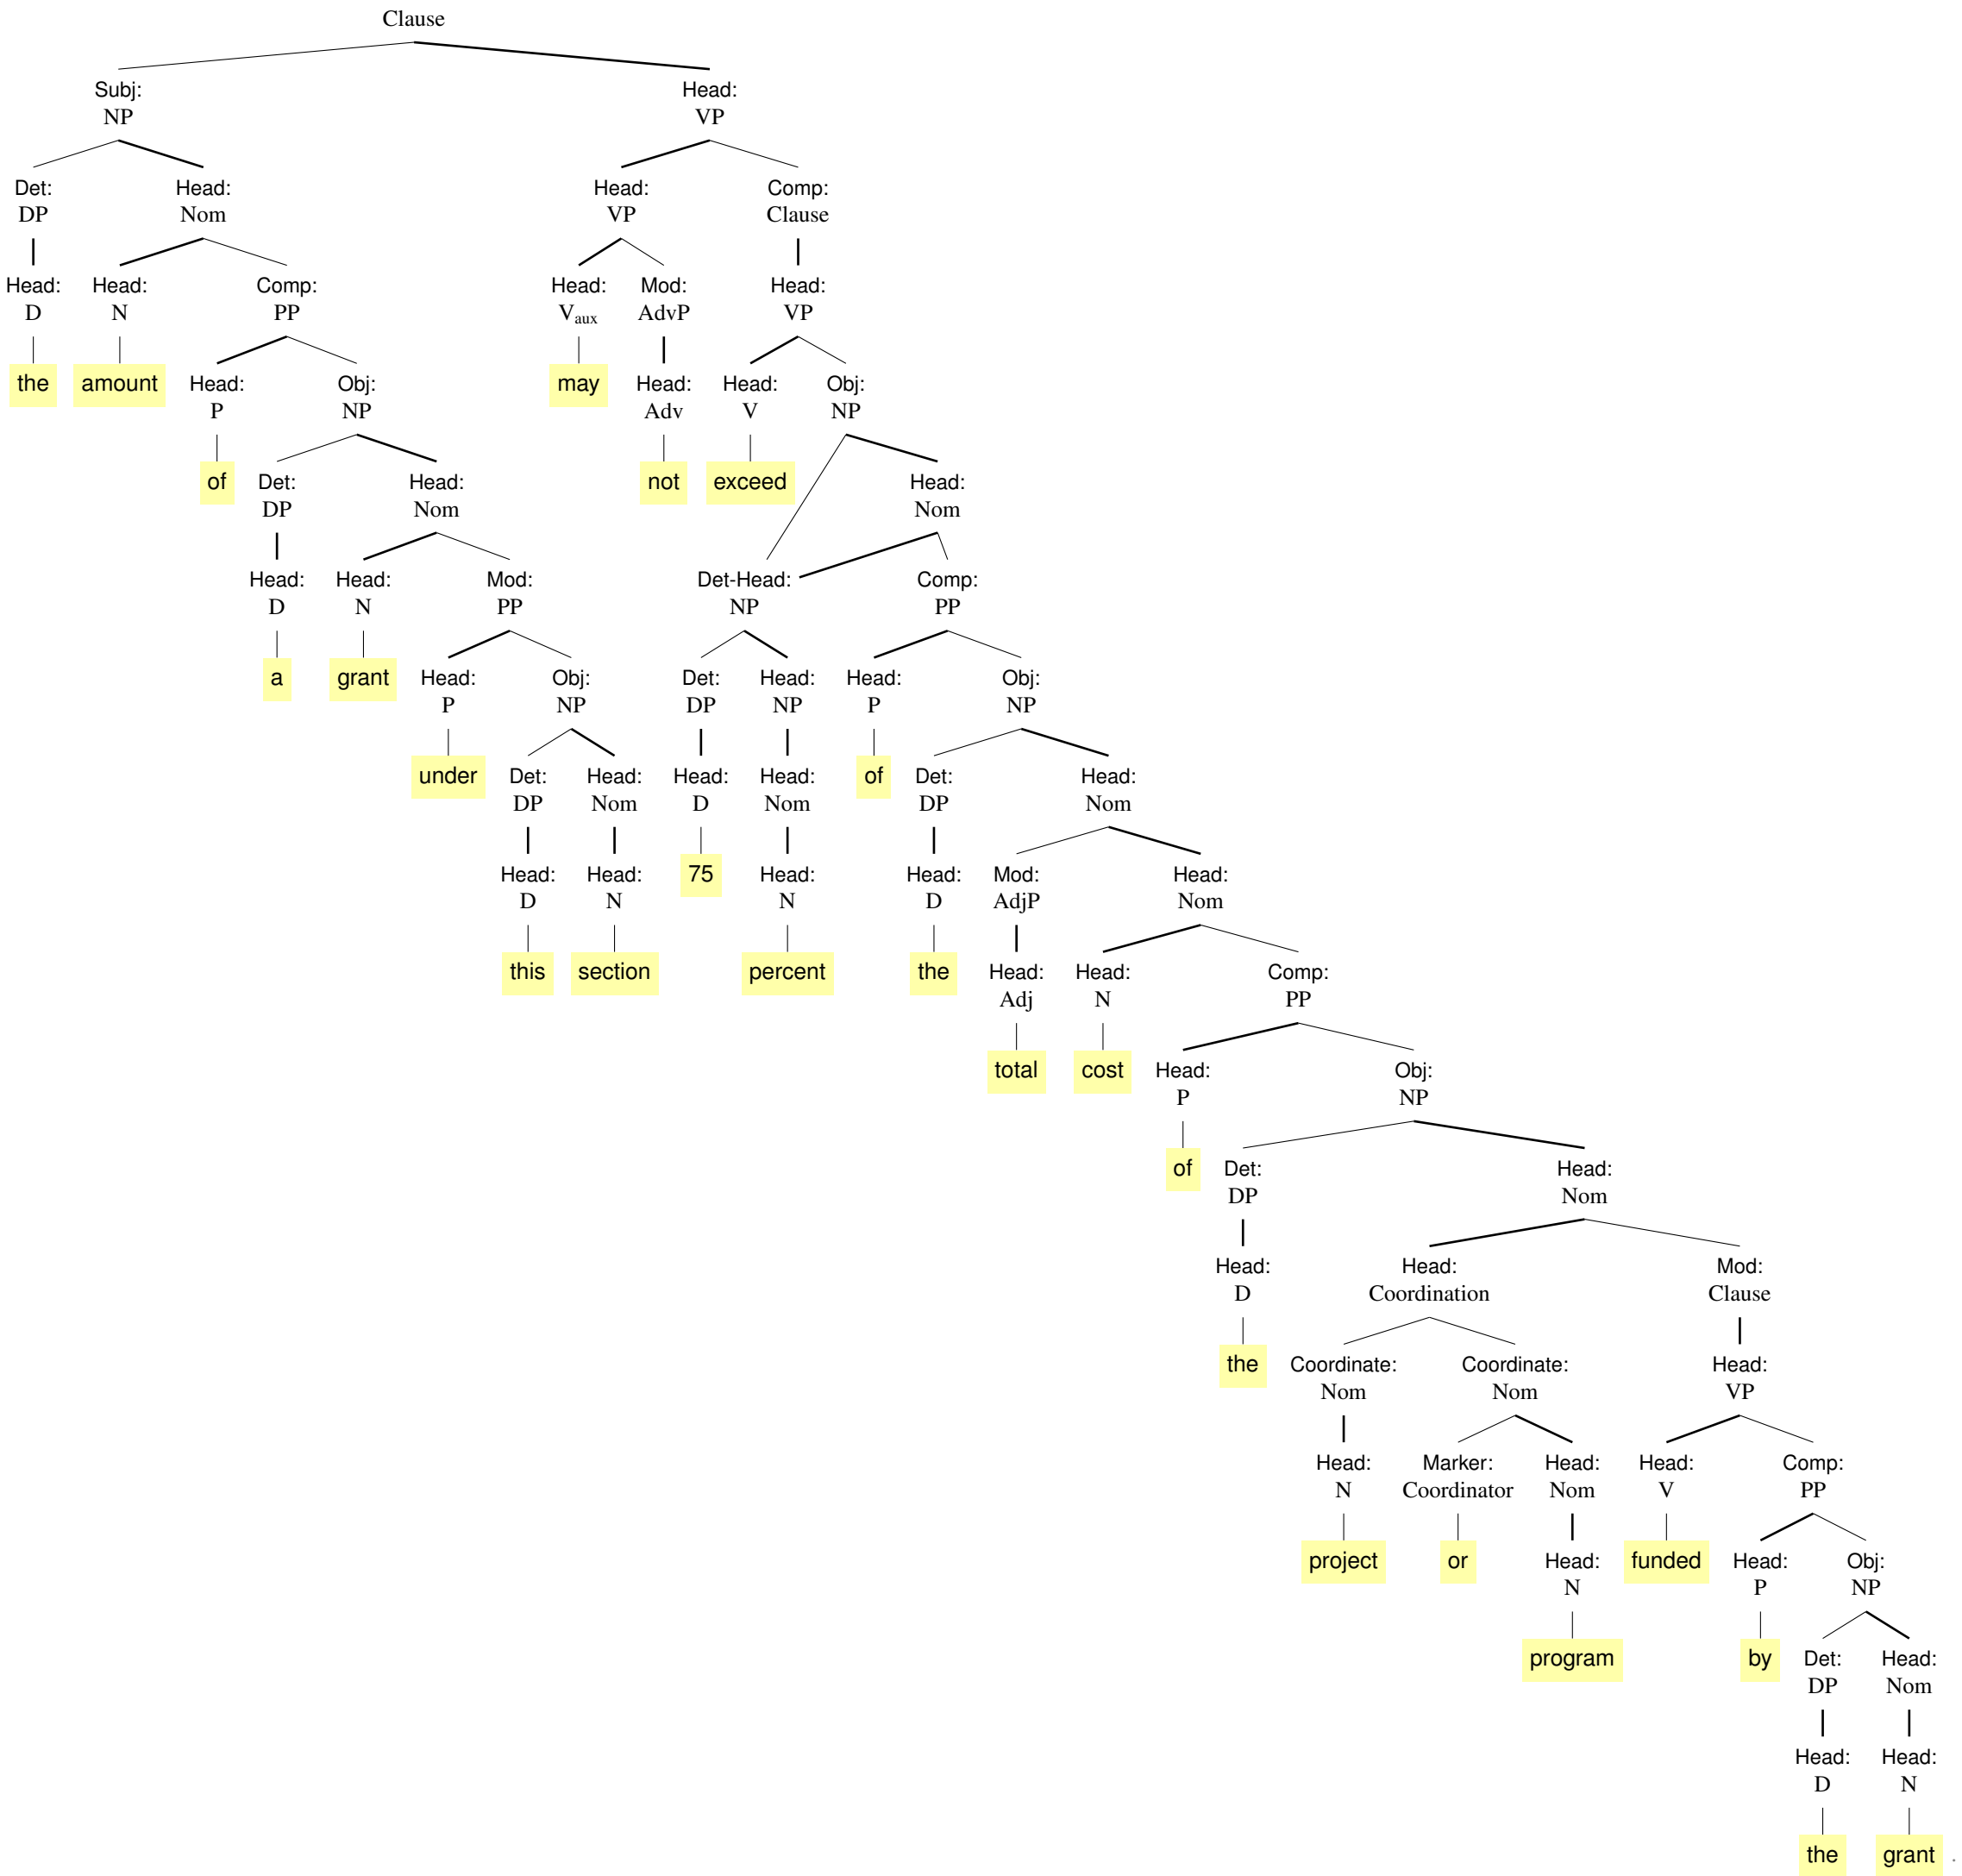 Clause
Subj: Head:
NP VP
Det: Head: Head: Comp:
DP Nom VP Clause
Head: Head: Comp: Head: Mod: Head:
D N PP Vaux AdvP VP
the amount Head: Obj: may Head: Head: Obj:
P NP Adv V NP
of Det: Head: not exceed Head:
DP Nom Nom
Head: Head: Mod: Det-Head: Comp:
D N PP NP PP
a grant Head: Obj: Det: Head: Head: Obj:
P NP DP NP P NP
under Det: Head: Head: Head: of Det: Head:
DP Nom D Nom DP Nom
Head: Head: 75 Head: Head: Mod: Head:
D N N D AdjP Nom
this section percent the Head: Head: Comp:
Adj N PP
total cost Head: Obj:
P NP
of Det: Head:
DP Nom
Head: Head: Mod:
D Coordination Clause
the Coordinate: Coordinate: Head:
Nom Nom VP
Head: Marker: Head: Head: Comp:
N Coordinator Nom V PP
project or Head: funded Head: Obj:
N P NP
program by Det: Head:
DP Nom
Head: Head:
D N
the grant .